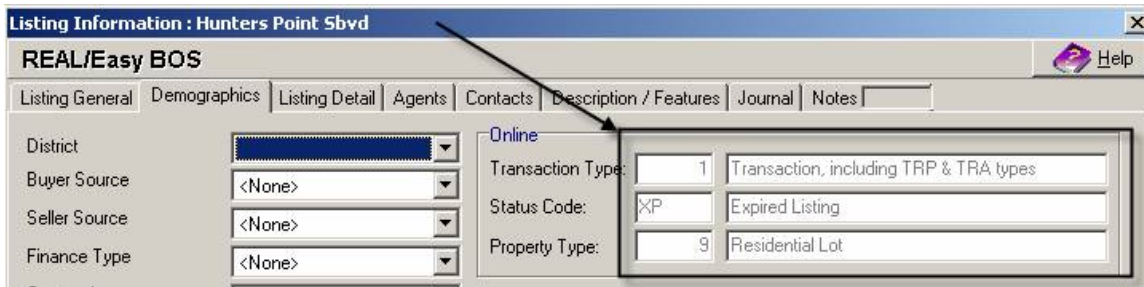 Listing Information : Hunters Point Sbvd
REAL/Easy BOS
Help
Listing General Demographics Listing Detail Agents Contacts Description / Features Journal Notes
District
Buyer Source <None>
Seller Source <None>
Finance Type <None>
Online
Transaction Type: 1 Transaction, including TRP & TRA types
Status Code: XP Expired Listing
Property Type: 9 Residential Lot